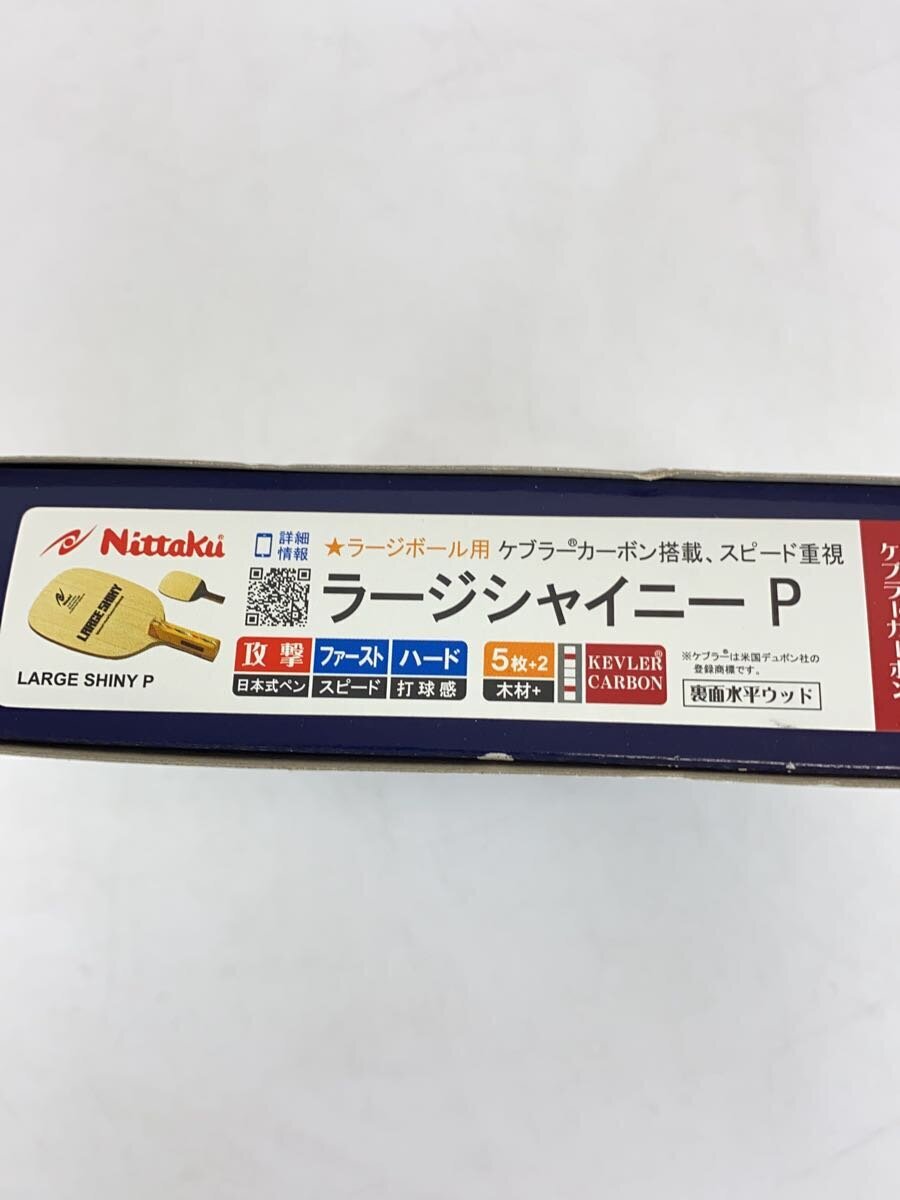 Nittaku
詳細
情報
★ラージボール用 ケブラー®カーボン搭載、スピード重視
ラージシャイニー P
LARGE SHINY
LARGE SHINY P
攻撃 ファースト ハード 5枚+2
日本式ペン スピード 打球感 木材+
KEVLER®
CARBON
※ケブラー®は米国デュポン社の
登録商標です。
裏面水平ウッド